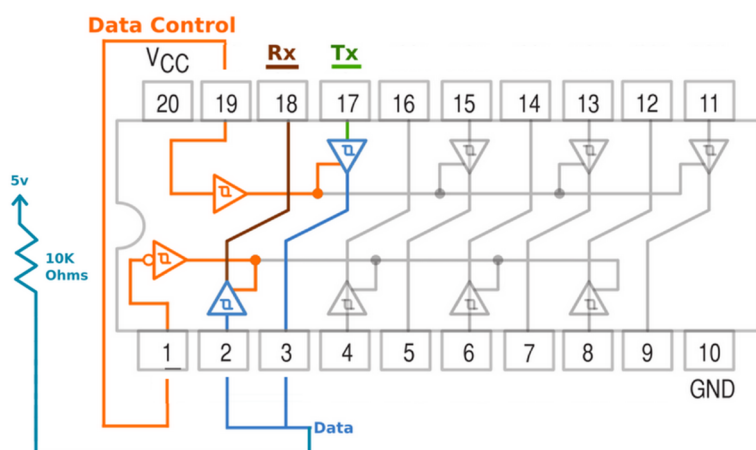 Data Control
VCC
Rx
Tx
20 19 18 17 16 15 14 13 12 11
5v
10K
Ohms
1 2 3 4 5 6 7 8 9 10
GND
Data